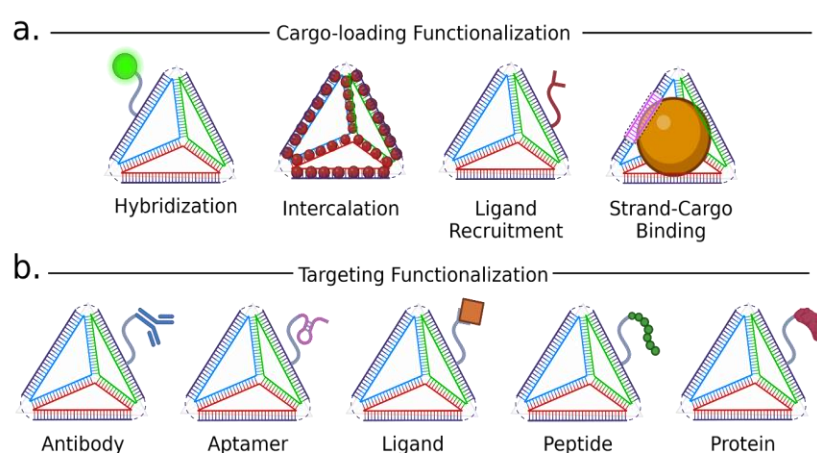 a.
Cargo-loading Functionalization
Hybridization
Intercalation
Ligand
Recruitment
Strand-Cargo
Binding
b.
Targeting Functionalization
Antibody
Aptamer
Ligand
Peptide
Protein